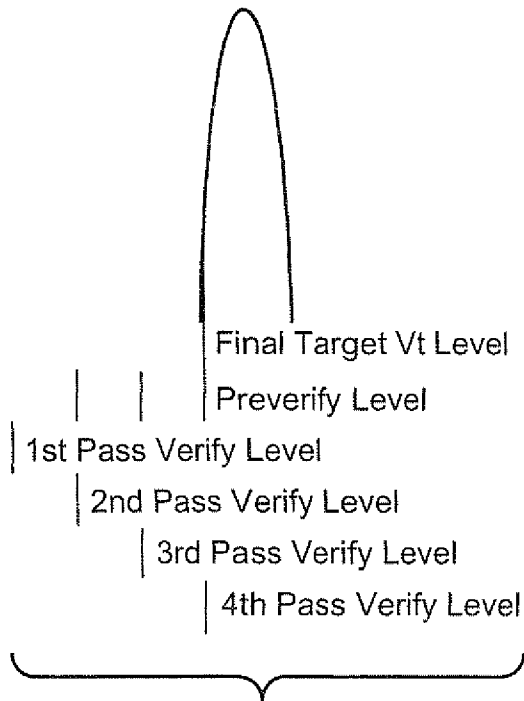 Final Target Vt Level
Preverify Level
1st Pass Verify Level
2nd Pass Verify Level
3rd Pass Verify Level
4th Pass Verify Level